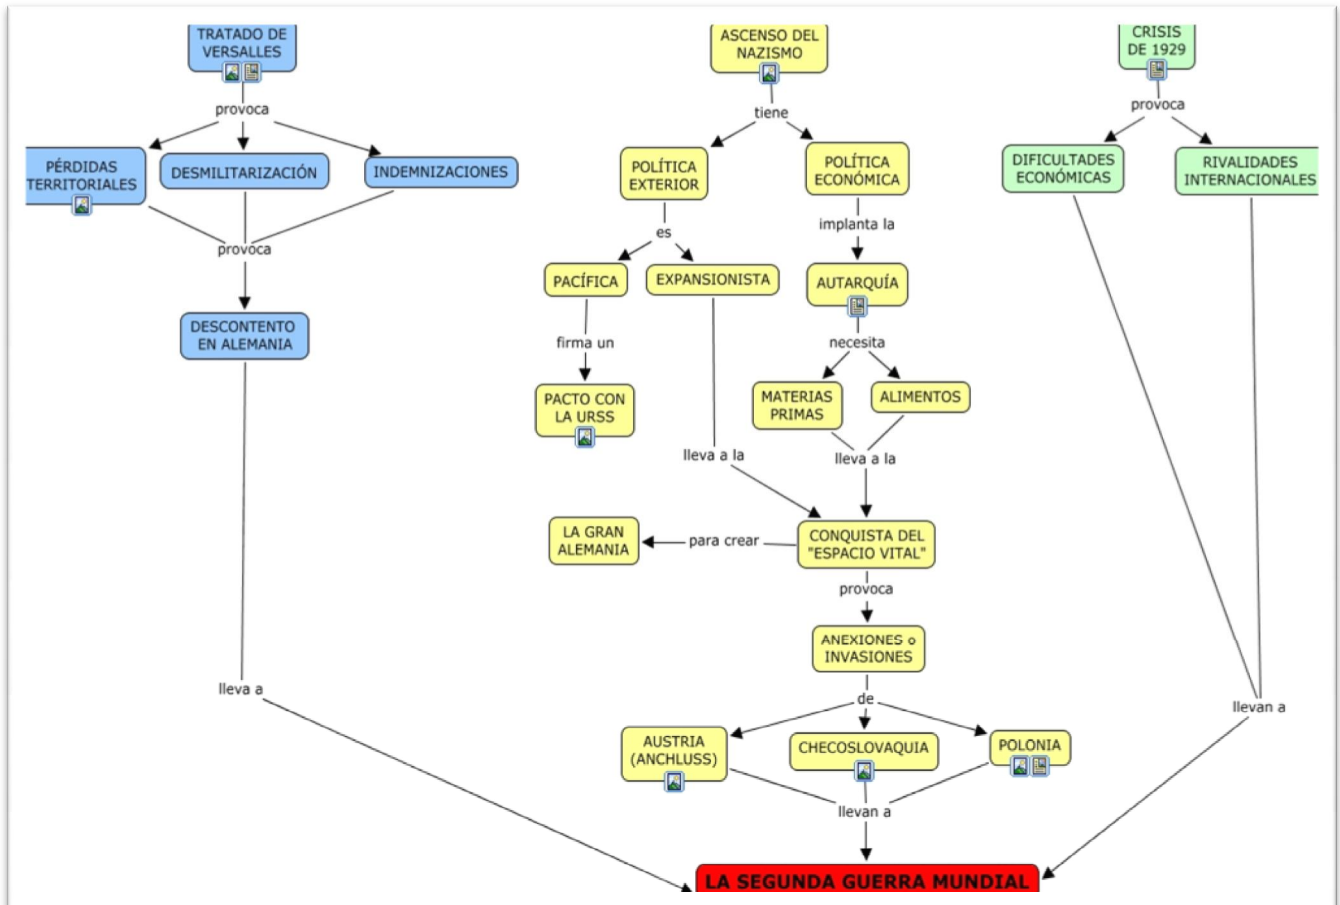 TRATADO DE
VERSALLES
provoca
PÉRDIDAS
TERRITORIALES
DESMILITARIZACIÓN
INDEMNIZACIONES
provoca
DESCONTENTO
EN ALEMANIA
lleva a
ASCENSO DEL
NAZISMO
tiene
POLÍTICA
EXTERIOR
POLÍTICA
ECONÓMICA
es
implanta la
PACÍFICA
EXPANSIONISTA
AUTARQUÍA
firma un
necesita
PACTO CON
LA URSS
MATERIAS
PRIMAS
ALIMENTOS
lleva a la
lleva a la
LA GRAN
ALEMANIA
para crear
CONQUISTA DEL
"ESPACIO VITAL"
provoca
ANEXIONES o
INVASIONES
de
AUSTRIA
(ANCHLUSS)
CHECOSLOVAQUIA
POLONIA
llevan a
CRISIS
DE 1929
provoca
DIFICULTADES
ECONÓMICAS
RIVALIDADES
INTERNACIONALES
llevan a
LA SEGUNDA GUERRA MUNDIAL